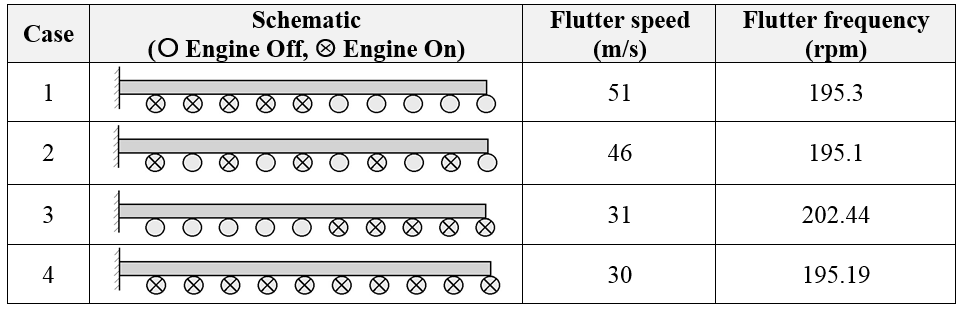 Case
Schematic
(○ Engine Off, ⊗ Engine On)
Flutter speed
(m/s)
Flutter frequency
(rpm)
1
51
195.3
2
46
195.1
3
31
202.44
4
30
195.19